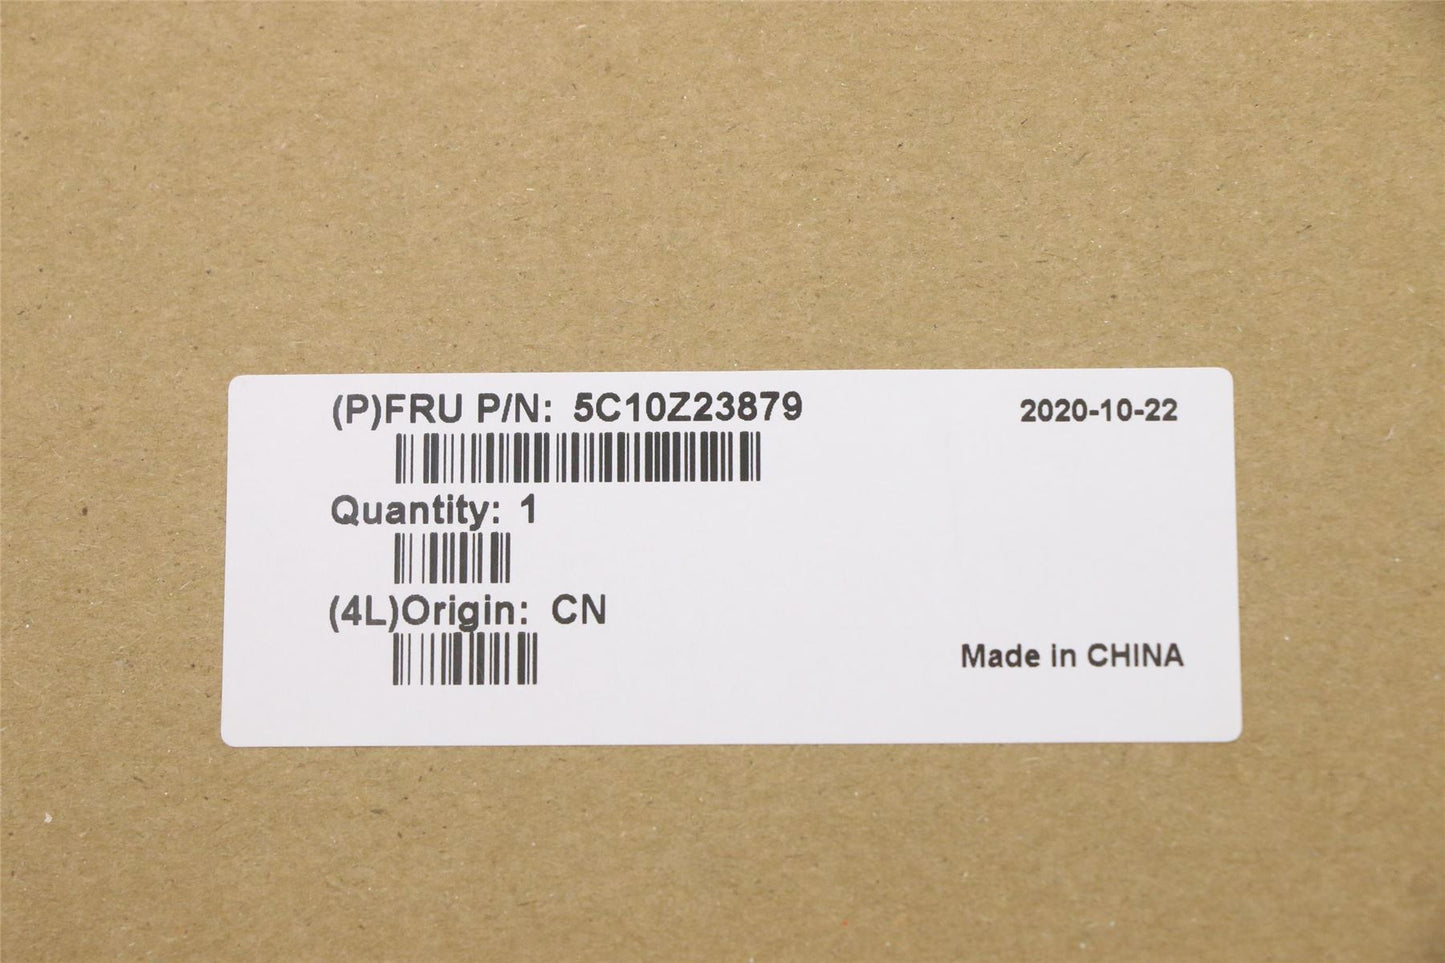 (P)FRU P/N: 5C10Z23879
2020-10-22
Quantity: 1
(4L)Origin: CN
Made in CHINA